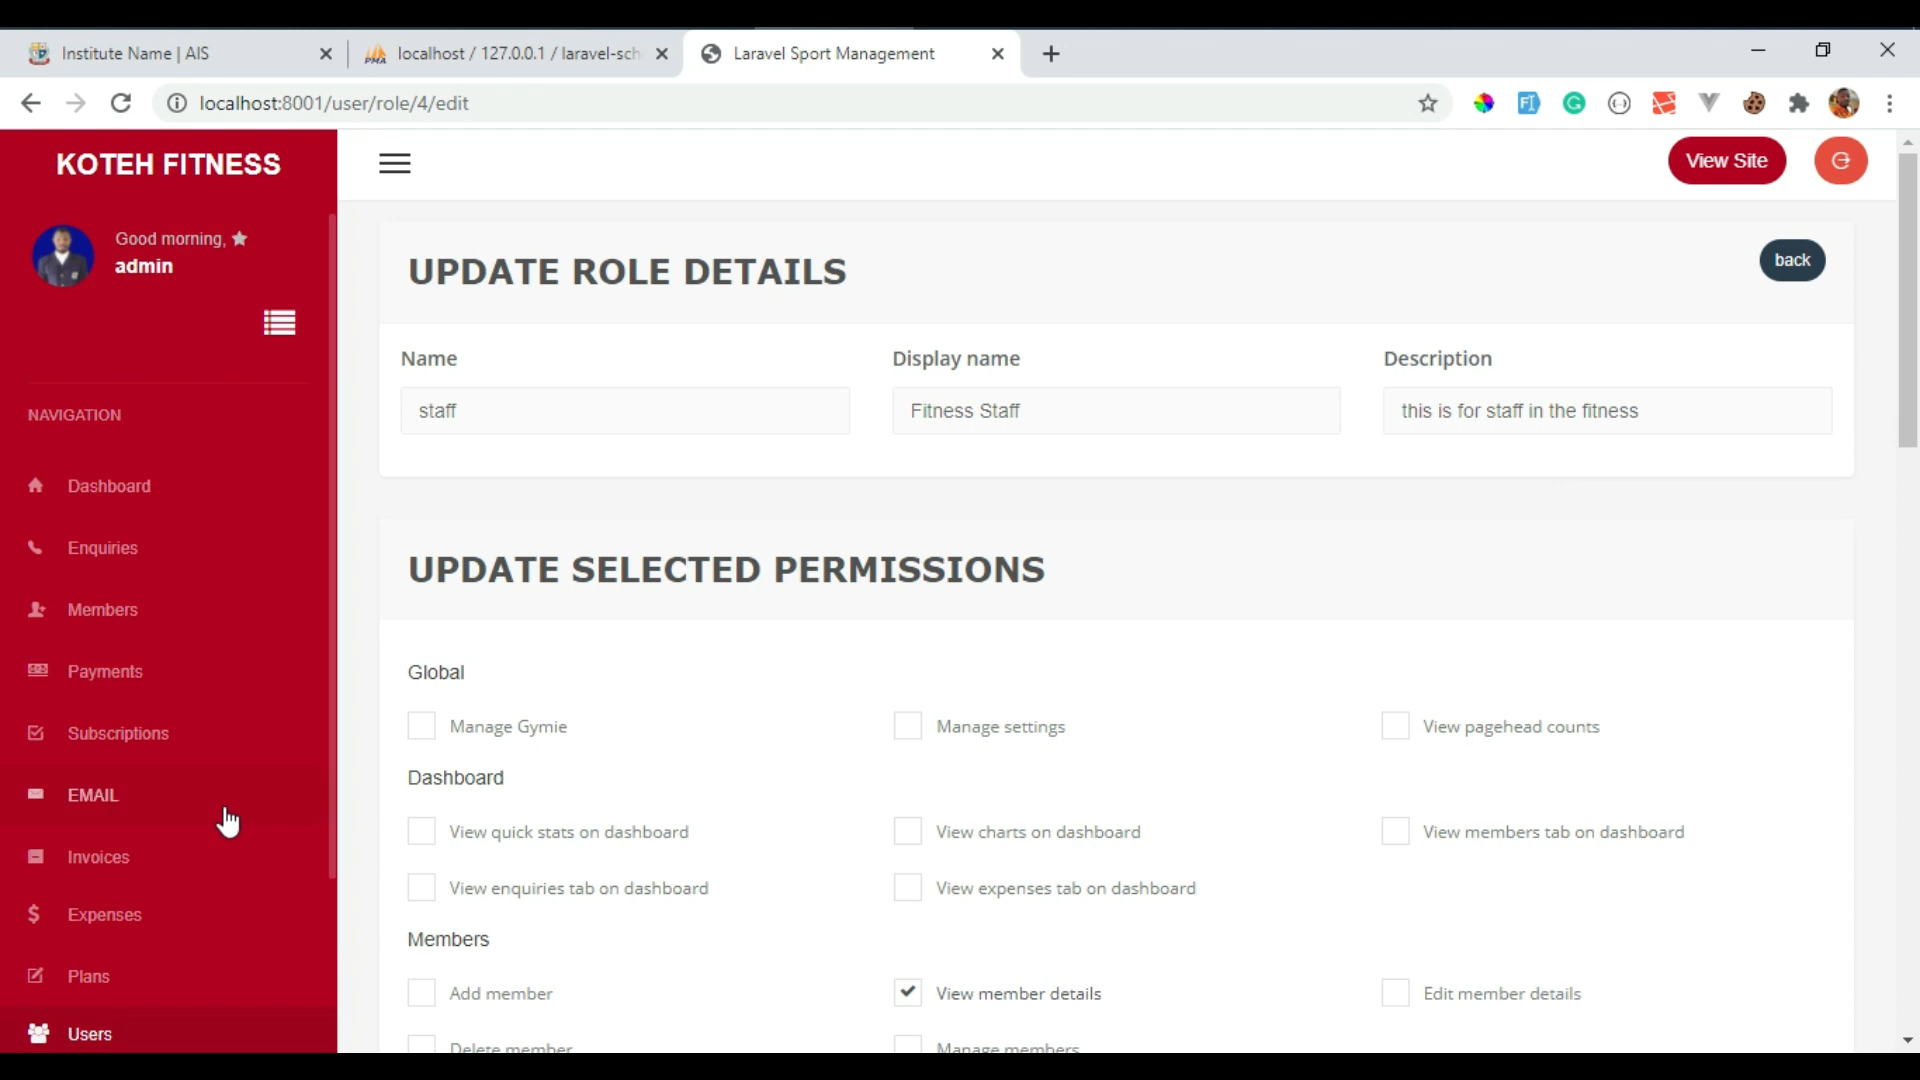 Institute Name | AIS
localhost / 127.0.0.1 / laravel-sch
Laravel Sport Management
localhost:8001/user/role/4/edit
KOTEH FITNESS
View Site
Good morning,
admin
NAVIGATION
Dashboard
Enquiries
Members
Payments
Subscriptions
EMAIL
Invoices
Expenses
Plans
Users
UPDATE ROLE DETAILS
back
Name
Display name
Description
staff
Fitness Staff
this is for staff in the fitness
UPDATE SELECTED PERMISSIONS
Global
Manage Gymie
Manage settings
View pagehead counts
Dashboard
View quick stats on dashboard
View charts on dashboard
View members tab on dashboard
View enquiries tab on dashboard
View expenses tab on dashboard
Members
Add member
View member details
Edit member details
Delete member
Manage members